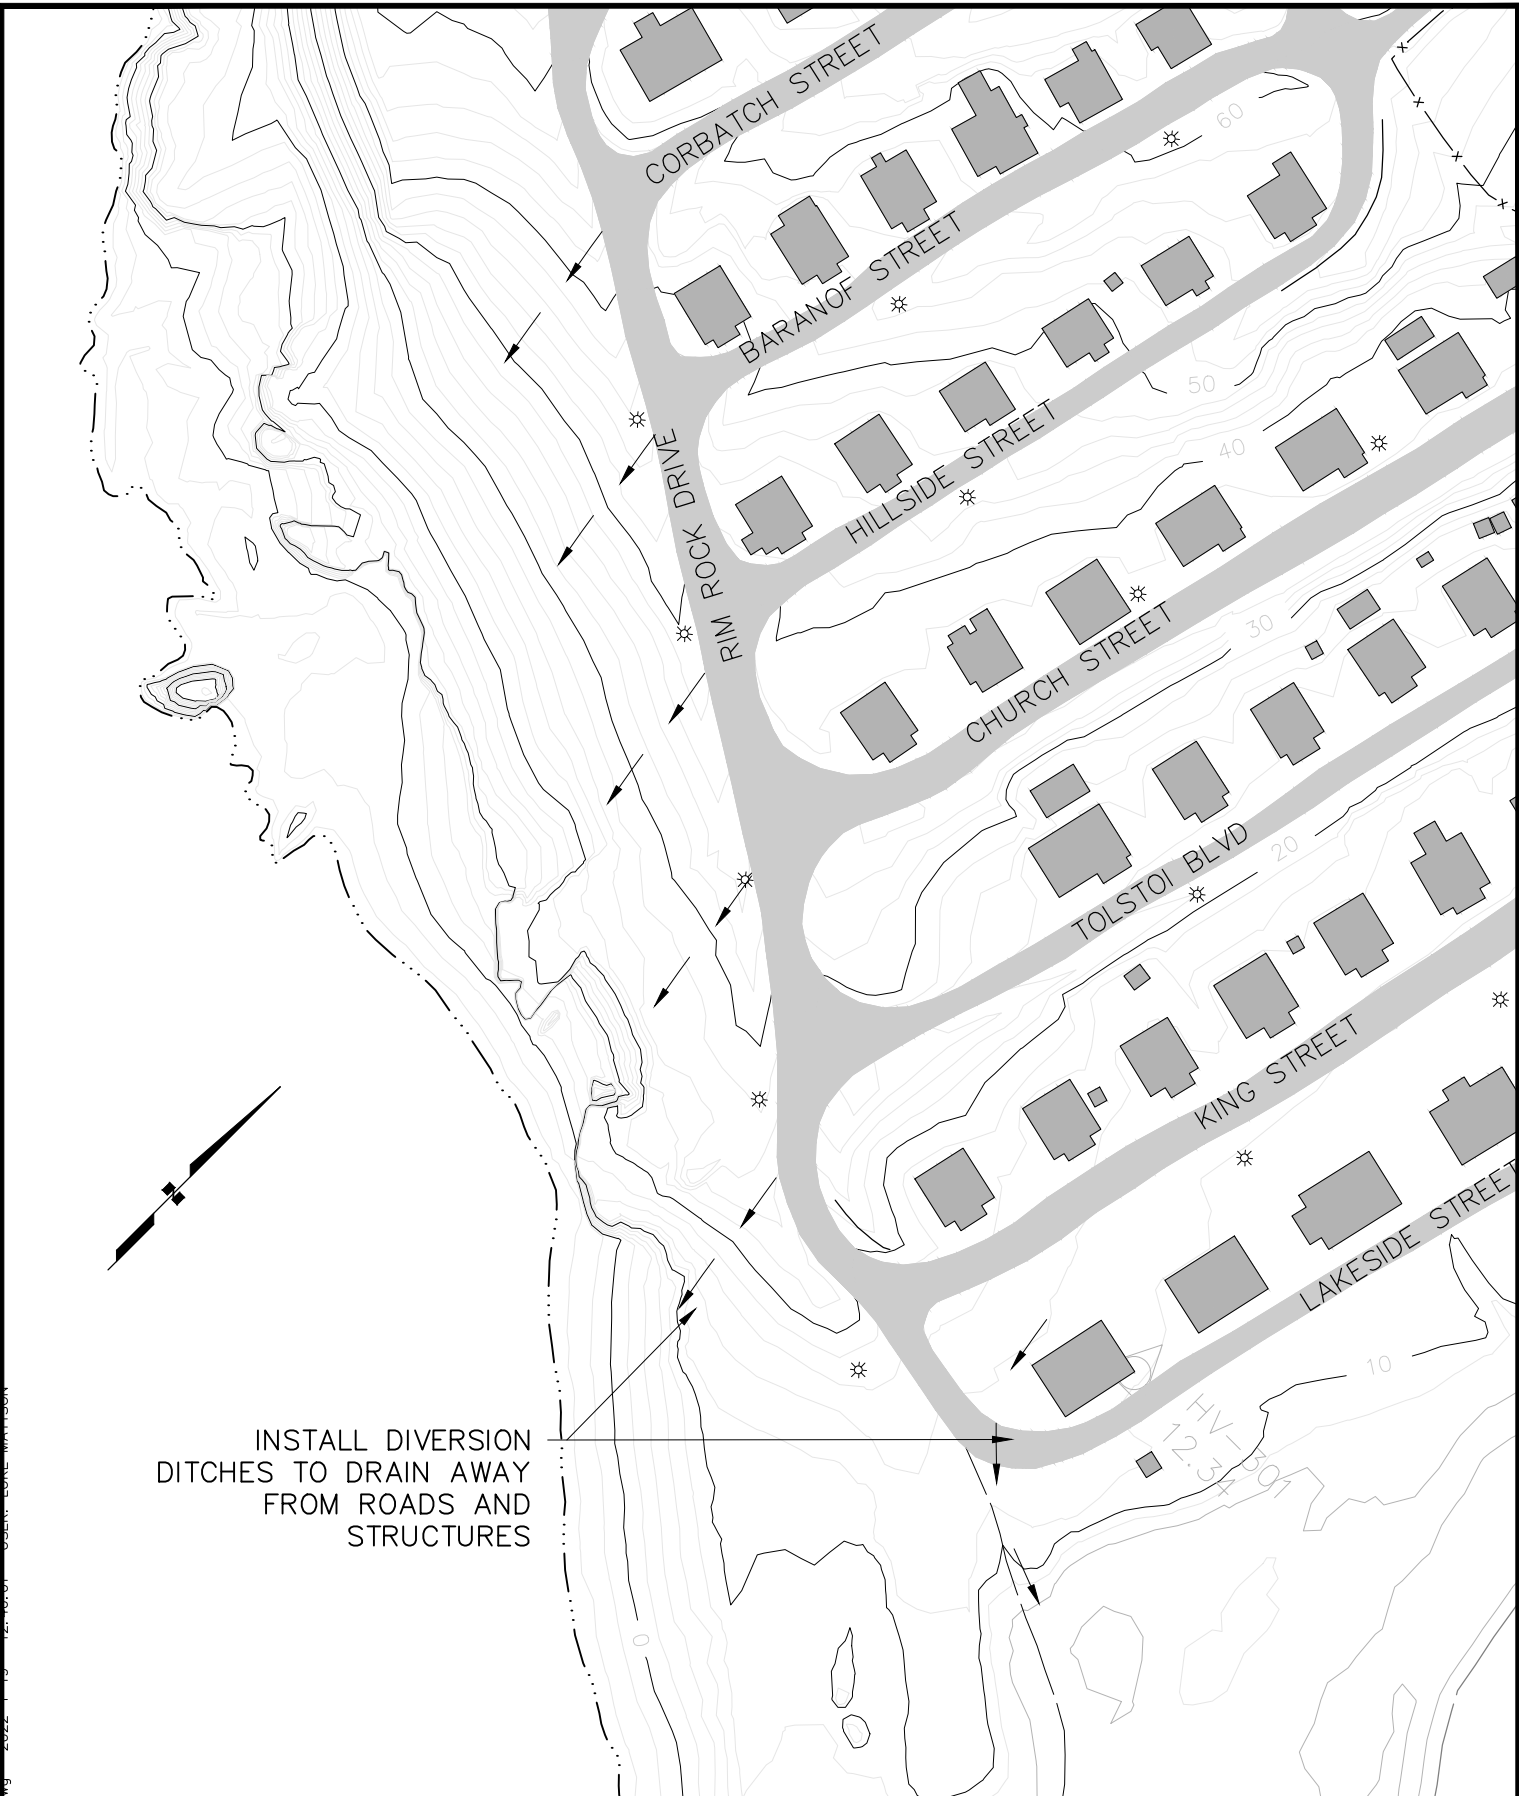 CORBATCH STREET
60
BARANOF STREET
50
RIM ROCK DRIVE
HILLSIDE STREET
40
CHURCH STREET
30
TOLSTOI BLVD
20
KING STREET
LAKESIDE STREET
10
HV-301
12.34
INSTALL DIVERSION
DITCHES TO DRAIN AWAY
FROM ROADS AND
STRUCTURES
0